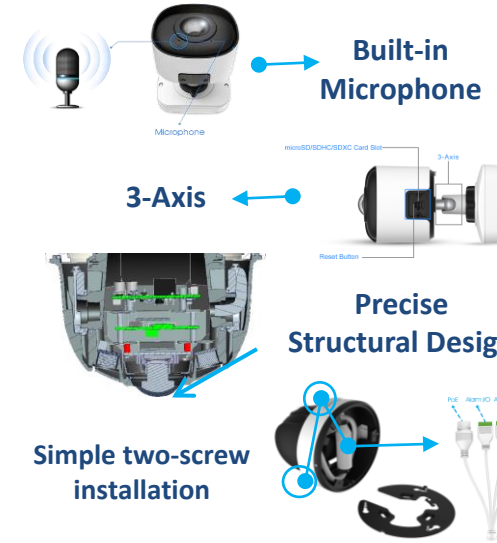 Built-in
Microphone
Microphone
microSD/SDHC/SDXC Card Slot
3-Axis
3-Axis
Reset Button
Precise
Structural Desig
PoE Alarm I/O A
Simple two-screw
installation